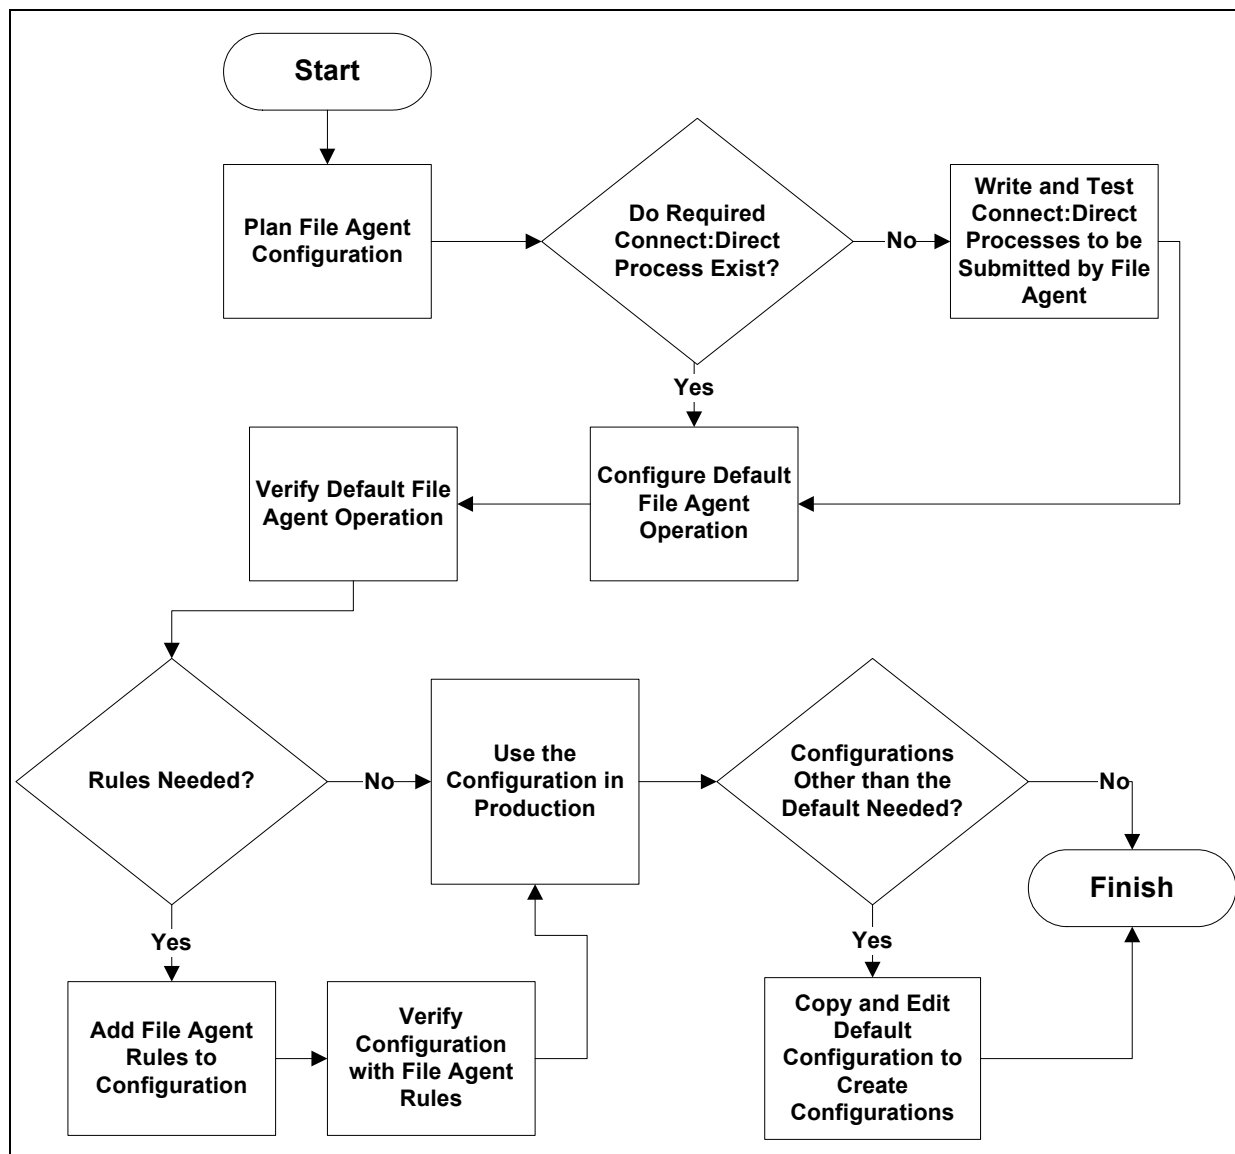 Start
Plan File Agent
Configuration
Do Required
Connect:Direct
Process Exist?
No
Write and Test
Connect:Direct
Processes to be
Submitted by File
Agent
Yes
Verify Default File
Agent Operation
Configure Default
File Agent
Operation
Rules Needed?
No
Use the
Configuration in
Production
Configurations
Other than the
Default Needed?
No
Finish
Yes
Yes
Add File Agent
Rules to
Configuration
Verify
Configuration
with File Agent
Rules
Copy and Edit
Default
Configuration to
Create
Configurations